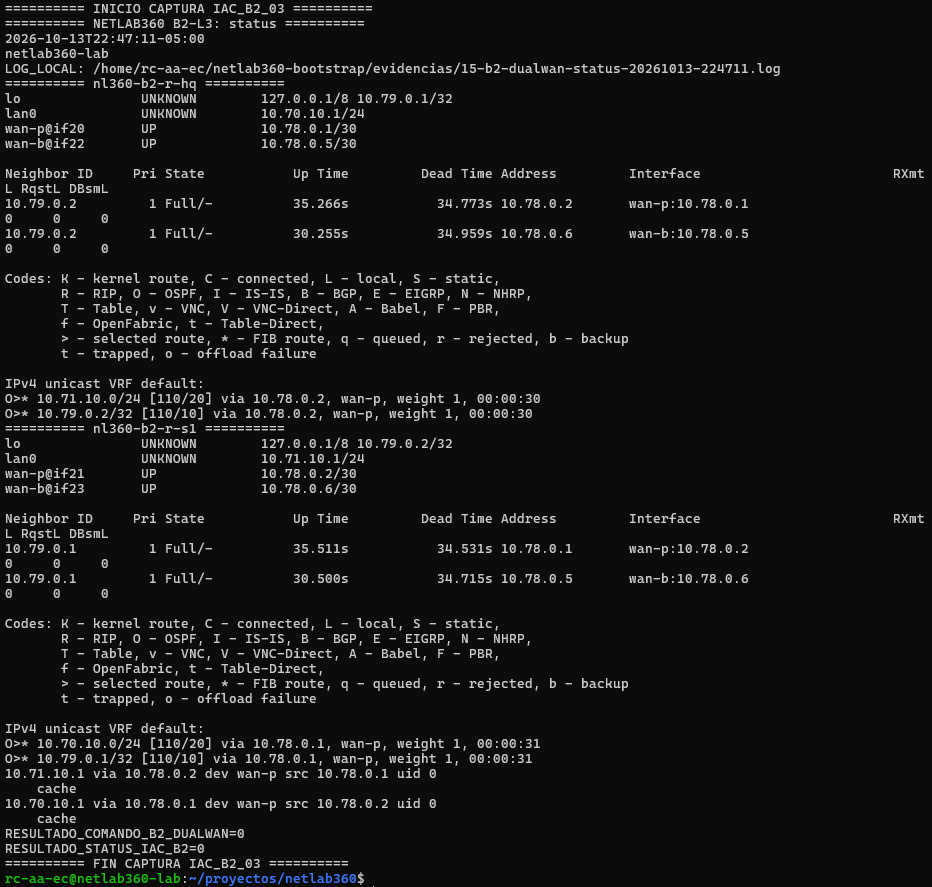 ========== INICIO CAPTURA IAC_B2_03 ==========
========== NETLAB360 B2-L3: status ==========
2026-10-13T22:47:11-05:00
netlab360-lab
LOG_LOCAL: /home/rc-aa-ec/netlab360-bootstrap/evidencias/15-b2-dualwan-status-20261013-224711.log
========== nl360-b2-r-hq ==========
lo               UNKNOWN        127.0.0.1/8 10.79.0.1/32
lan0             UNKNOWN        10.70.10.1/24
wan-p@if20       UP             10.78.0.1/30
wan-b@if22       UP             10.78.0.5/30

Neighbor ID     Pri State           Up Time         Dead Time Address         Interface                        RXmt
L RqstL DBsmL
10.79.0.2         1 Full/-          35.266s           34.773s 10.78.0.2       wan-p:10.78.0.1
0     0     0
10.79.0.2         1 Full/-          30.255s           34.959s 10.78.0.6       wan-b:10.78.0.5
0     0     0

Codes: K - kernel route, C - connected, L - local, S - static,
       R - RIP, O - OSPF, I - IS-IS, B - BGP, E - EIGRP, N - NHRP,
       T - Table, v - VNC, V - VNC-Direct, A - Babel, F - PBR,
       f - OpenFabric, t - Table-Direct,
       > - selected route, * - FIB route, q - queued, r - rejected, b - backup
       t - trapped, o - offload failure

IPv4 unicast VRF default:
O>* 10.71.10.0/24 [110/20] via 10.78.0.2, wan-p, weight 1, 00:00:30
O>* 10.79.0.2/32 [110/10] via 10.78.0.2, wan-p, weight 1, 00:00:30
========== nl360-b2-r-s1 ==========
lo               UNKNOWN        127.0.0.1/8 10.79.0.2/32
lan0             UNKNOWN        10.71.10.1/24
wan-p@if21       UP             10.78.0.2/30
wan-b@if23       UP             10.78.0.6/30

Neighbor ID     Pri State           Up Time         Dead Time Address         Interface                        RXmt
L RqstL DBsmL
10.79.0.1         1 Full/-          35.511s           34.531s 10.78.0.1       wan-p:10.78.0.2
0     0     0
10.79.0.1         1 Full/-          30.500s           34.715s 10.78.0.5       wan-b:10.78.0.6
0     0     0

Codes: K - kernel route, C - connected, L - local, S - static,
       R - RIP, O - OSPF, I - IS-IS, B - BGP, E - EIGRP, N - NHRP,
       T - Table, v - VNC, V - VNC-Direct, A - Babel, F - PBR,
       f - OpenFabric, t - Table-Direct,
       > - selected route, * - FIB route, q - queued, r - rejected, b - backup
       t - trapped, o - offload failure

IPv4 unicast VRF default:
O>* 10.70.10.0/24 [110/20] via 10.78.0.1, wan-p, weight 1, 00:00:31
O>* 10.79.0.1/32 [110/10] via 10.78.0.1, wan-p, weight 1, 00:00:31
10.71.10.1 via 10.78.0.2 dev wan-p src 10.78.0.1 uid 0
    cache
10.70.10.1 via 10.78.0.1 dev wan-p src 10.78.0.2 uid 0
    cache
RESULTADO_COMANDO_B2_DUALWAN=0
RESULTADO_STATUS_IAC_B2=0
========== FIN CAPTURA IAC_B2_03 ==========
rc-aa-ec@netlab360-lab:~/proyectos/netlab360$